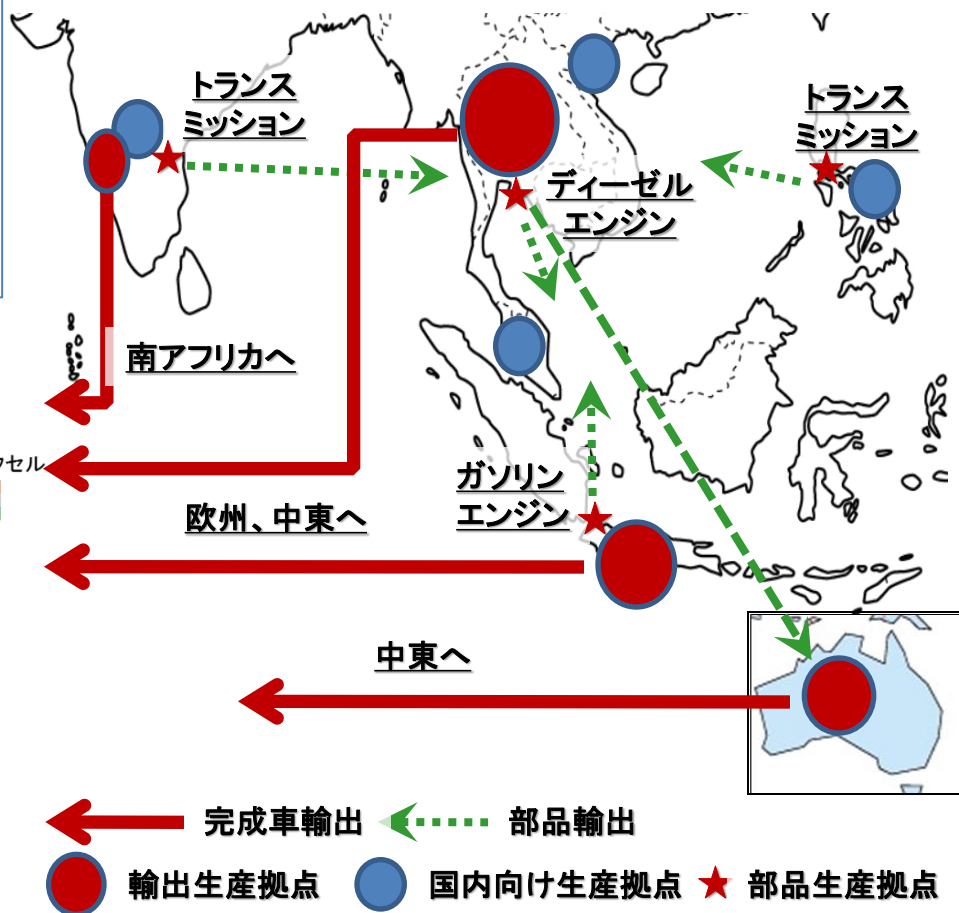 トランス
ミッション
トランス
ミッション
ディーゼル
エンジン
南アフリカへ
セル
ガソリン
エンジン
欧州、中東へ
中東へ
完成車輸出
部品輸出
輸出生産拠点
国内向け生産拠点
部品生産拠点